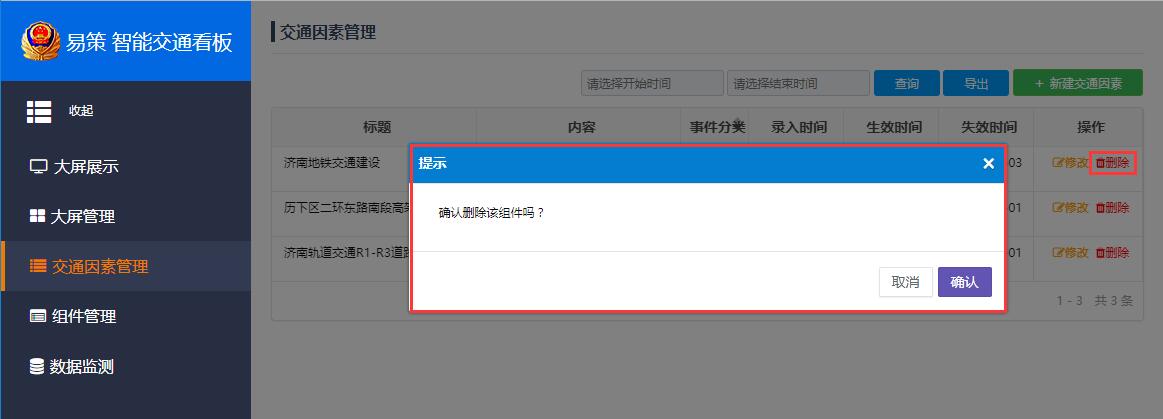 易策 智能交通看板
收起
大屏展示
大屏管理
交通因素管理
组件管理
数据监测
交通因素管理
请选择开始时间 请选择结束时间 查询 导出 + 新建交通因素
标题 内容 事件分类 录入时间 生效时间 失效时间 操作
济南地铁交通建设 03 修改 删除
历下区二环东路南段高架 01 修改 删除
济南轨道交通R1-R3道路 01 修改 删除
1 - 3 共 3 条
提示 ×
确认删除该组件吗？
取消 确认